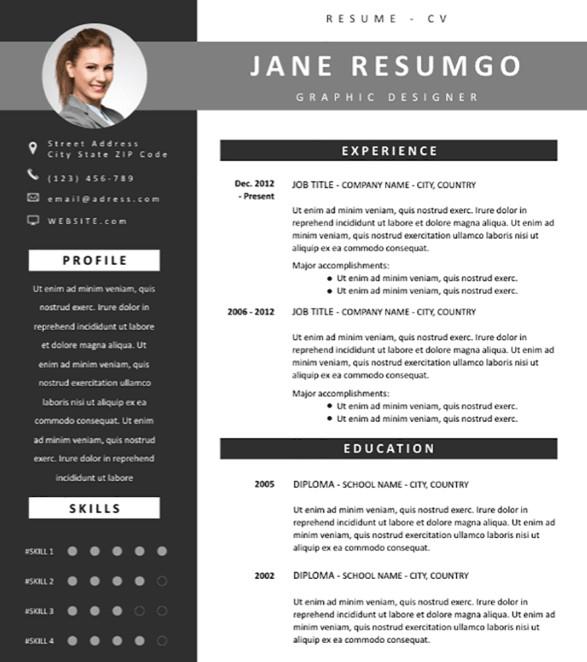 RESUME - CV
JANE RESUMGO
GRAPHIC DESIGNER
Street Address
City State ZIP Code
(123) 456-789
email@adress.com
WEBSITE.com
PROFILE
Ut enim ad minim veniam, quis
nostrud exerc. Irure dolor in
reprehend incididunt ut labore
et dolore magna aliqua. Ut
enim ad minim veniam, quis
nostrud exercitation ullamco
laboris nisi ut aliquip ex ea
commodo consequat. Ut enim
ad minim veniam, quis nostrud
exerc. Irure dolor in reprehend
incididunt ut labore
SKILLS
#SKILL 1
#SKILL 2
#SKILL 3
#SKILL 4
EXPERIENCE
Dec. 2012
- Present
JOB TITLE - COMPANY NAME - CITY, COUNTRY
Ut enim ad minim veniam, quis nostrud exerc. Irure dolor in
reprehend incididunt ut labore et dolore magna aliqua. Ut enim ad
minim veniam, quis nostrud exercitation ullamco laboris nisi ut
aliquip ex ea commodo consequat.
Major accomplishments:
● Ut enim ad minim veniam, quis nostrud exerc.
● Ut enim ad minim veniam, quis nostrud exerc.
2006 - 2012 JOB TITLE - COMPANY NAME - CITY, COUNTRY
Ut enim ad minim veniam, quis nostrud exerc. Irure dolor in
reprehend incididunt ut labore et dolore magna aliqua. Ut enim ad
minim veniam, quis nostrud exercitation ullamco laboris nisi ut
aliquip ex ea commodo consequat.
Major accomplishments:
● Ut enim ad minim veniam, quis nostrud exerc.
● Ut enim ad minim veniam, quis nostrud exerc.
EDUCATION
2005 DIPLOMA - SCHOOL NAME - CITY, COUNTRY
Ut enim ad minim veniam, quis nostrud exerc. Irure dolor in
reprehend incididunt ut labore et dolore magna aliqua. Ut enim ad
minim veniam, quis nostrud exercitation ullamco laboris nisi ut
aliquip ex ea commodo consequat.
2002 DIPLOMA - SCHOOL NAME - CITY, COUNTRY
Ut enim ad minim veniam, quis nostrud exerc. Irure dolor in
reprehend incididunt ut labore et dolore magna aliqua. Ut enim ad
minim veniam, quis nostrud exercitation ullamco laboris nisi ut
aliquip ex ea commodo consequat.